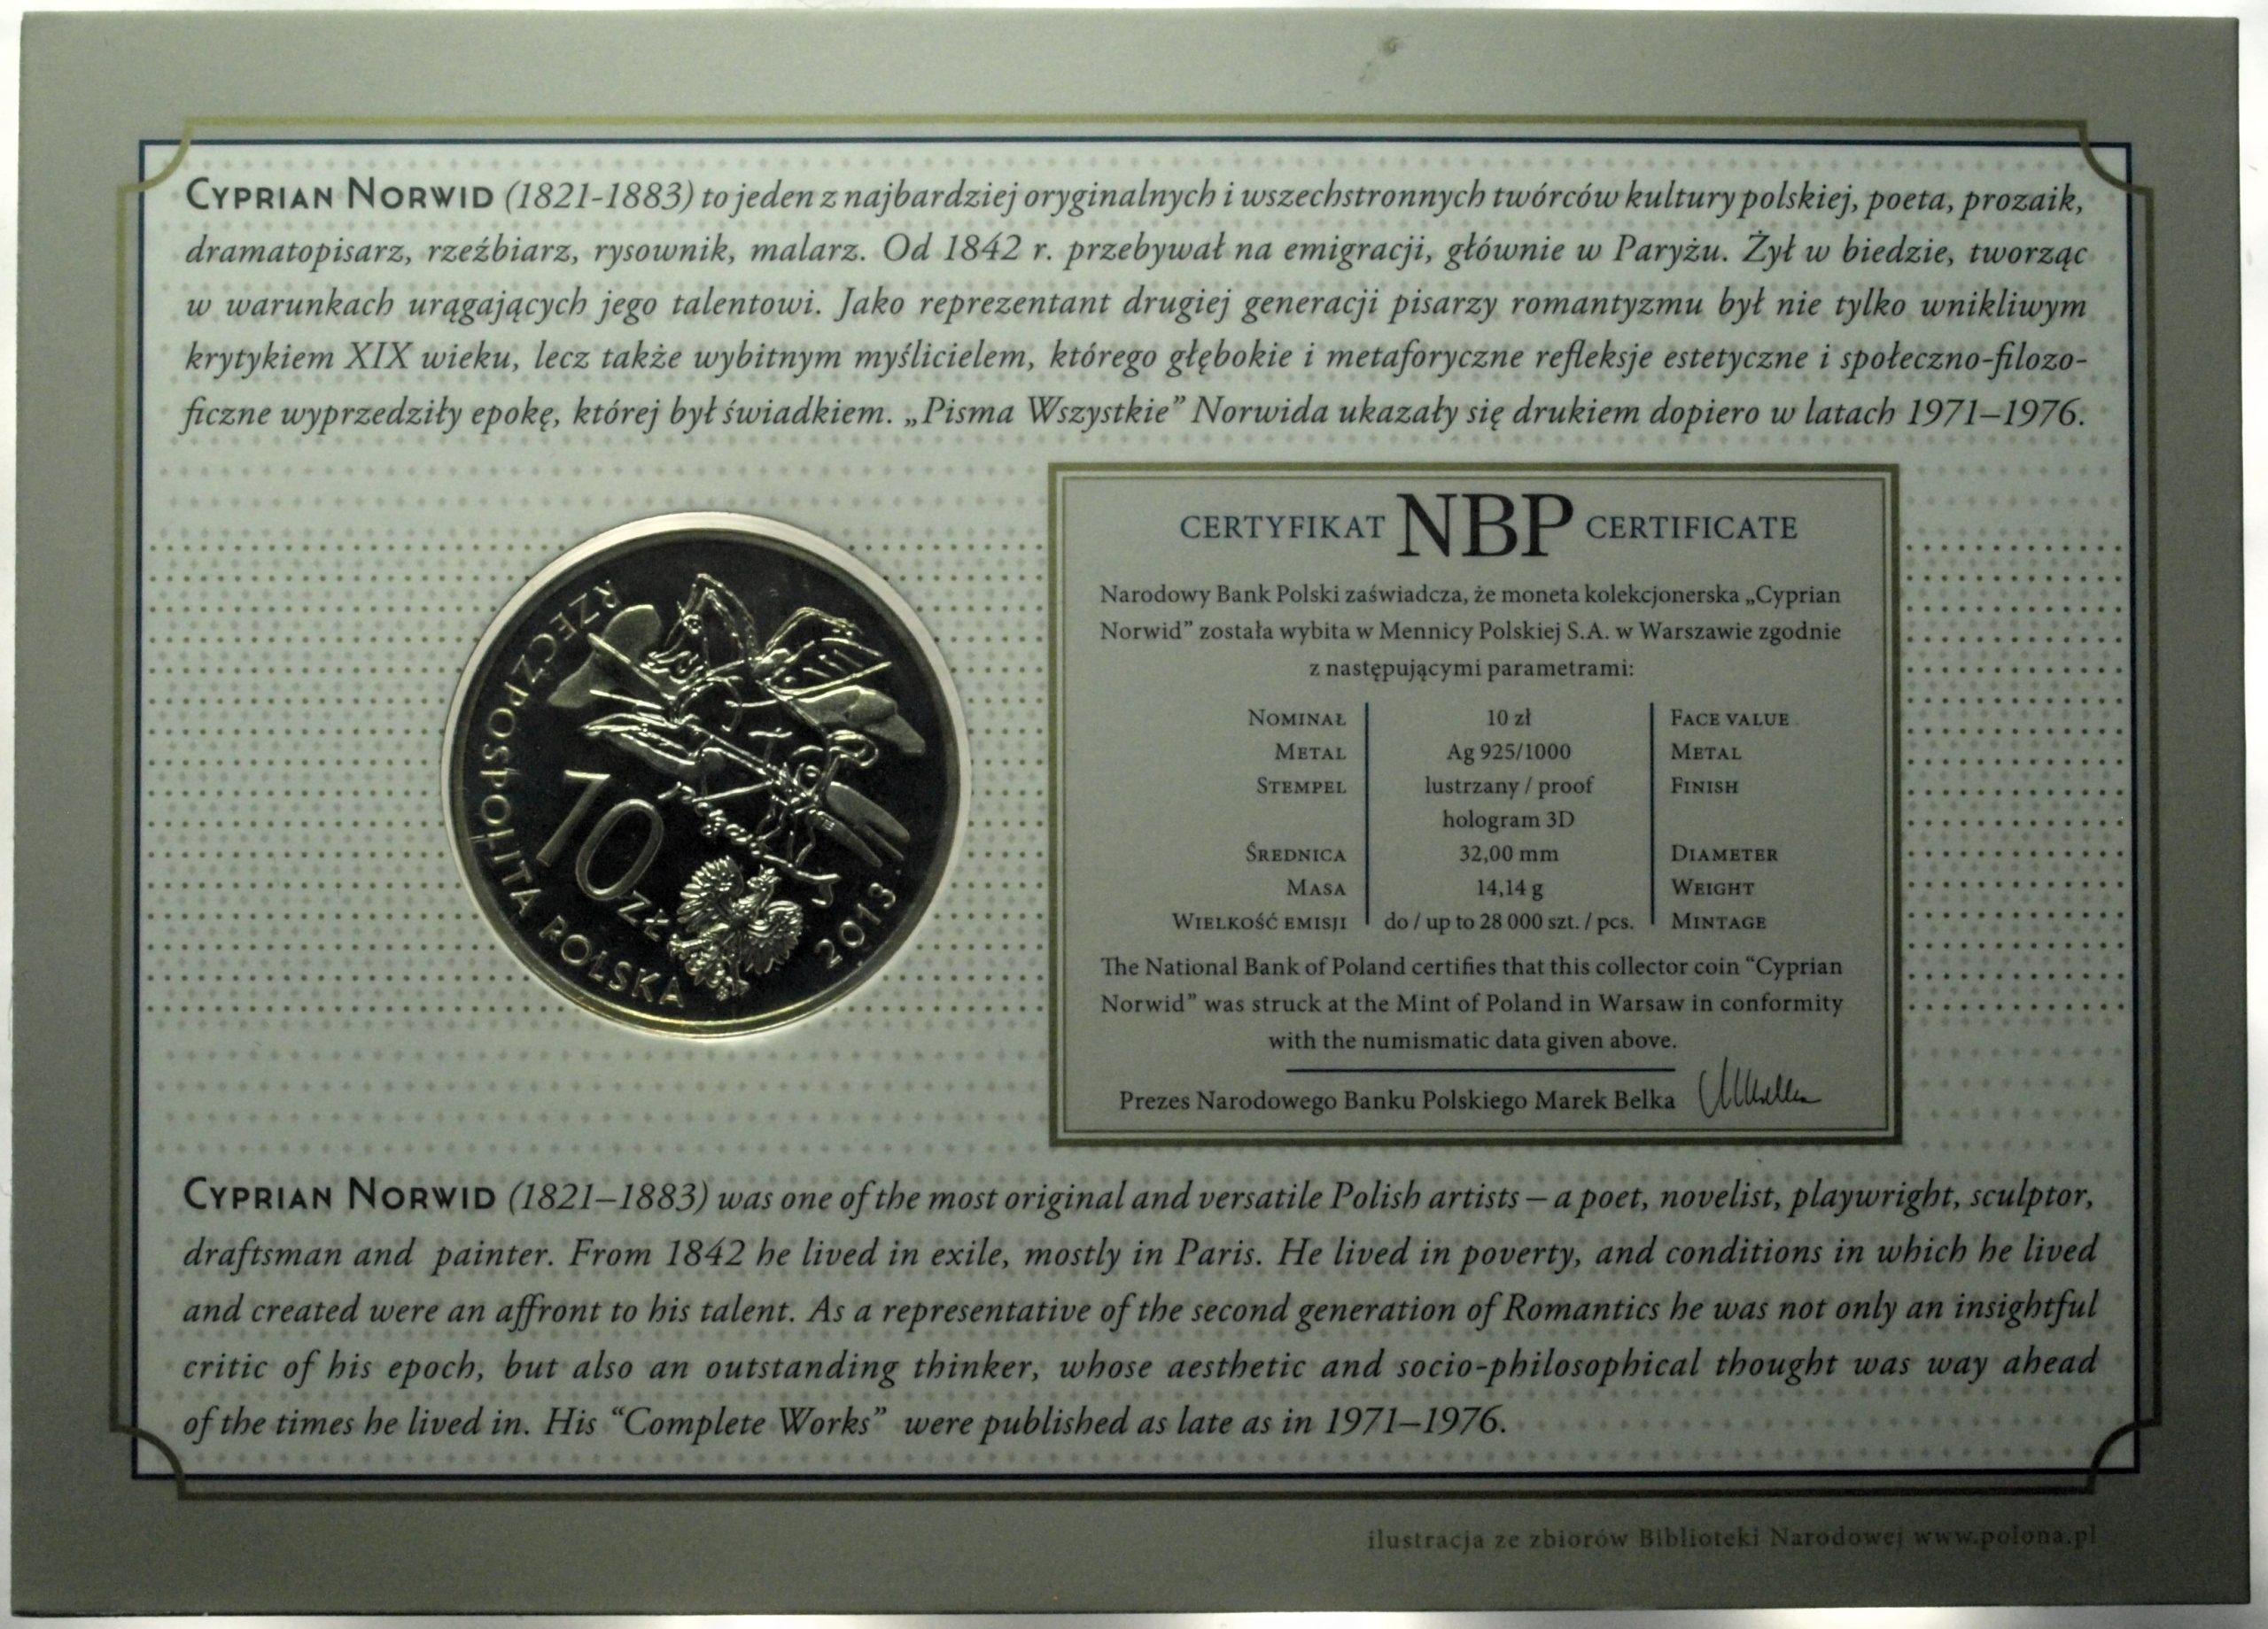 CYPRIAN NORWID (1821-1883) to jeden z najbardziej oryginalnych i wszechstronnych twórców kultury polskiej, poeta, prozaik,
dramatopisarz, rzeźbiarz, rysownik, malarz. Od 1842 r. przebywał na emigracji, głównie w Paryżu. Żył w biedzie, tworząc
w warunkach urągających jego talentowi. Jako reprezentant drugiej generacji pisarzy romantyzmu był nie tylko wnikliwym
krytykiem XIX wieku, lecz także wybitnym myślicielem, którego głębokie i metaforyczne refleksje estetyczne i społeczno-filozo-
ficzne wyprzedziły epokę, której był świadkiem. „Pisma Wszystkie” Norwida ukazały się drukiem dopiero w latach 1971–1976.
RZECZPOSPOLITA POLSKA
10 ZŁ
2013
CERTYFIKAT NBP CERTIFICATE
Narodowy Bank Polski zaświadcza, że moneta kolekcjonerska „Cyprian
Norwid” została wybita w Mennicy Polskiej S.A. w Warszawie zgodnie
z następującymi parametrami:
NOMINAŁ 10 zł FACE VALUE
METAL Ag 925/1000 METAL
STEMPEL lustrzany / proof FINISH
hologram 3D
ŚREDNICA 32,00 mm DIAMETER
MASA 14,14 g WEIGHT
WIELKOŚĆ EMISJI do / up to 28 000 szt. / pcs. MINTAGE
The National Bank of Poland certifies that this collector coin “Cyprian
Norwid” was struck at the Mint of Poland in Warsaw in conformity
with the numismatic data given above.
Prezes Narodowego Banku Polskiego Marek Belka
CYPRIAN NORWID (1821–1883) was one of the most original and versatile Polish artists – a poet, novelist, playwright, sculptor,
draftsman and painter. From 1842 he lived in exile, mostly in Paris. He lived in poverty, and conditions in which he lived
and created were an affront to his talent. As a representative of the second generation of Romantics he was not only an insightful
critic of his epoch, but also an outstanding thinker, whose aesthetic and socio-philosophical thought was way ahead
of the times he lived in. His “Complete Works” were published as late as in 1971–1976.
ilustracja ze zbiorów Biblioteki Narodowej www.polona.pl